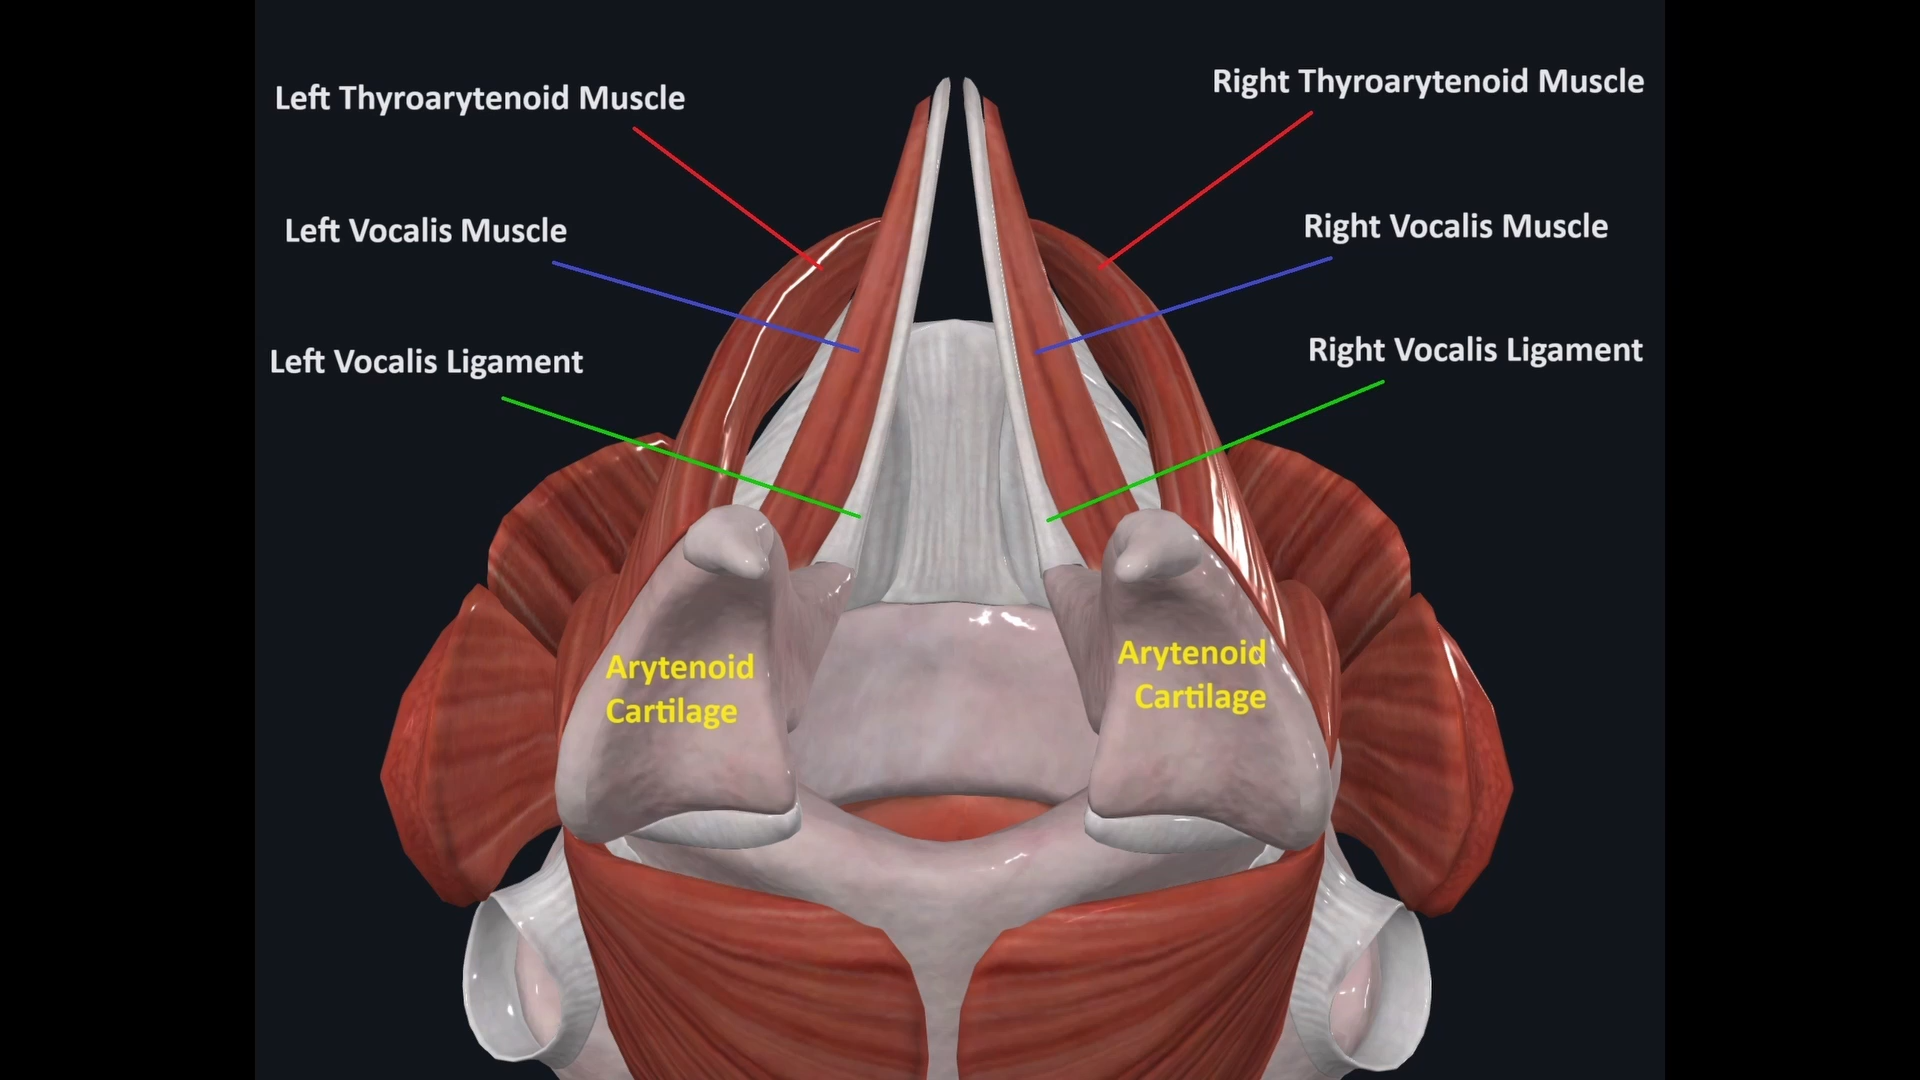 Left Thyroarytenoid Muscle
Right Thyroarytenoid Muscle
Left Vocalis Muscle
Right Vocalis Muscle
Left Vocalis Ligament
Right Vocalis Ligament
Arytenoid
Cartilage
Arytenoid
Cartilage